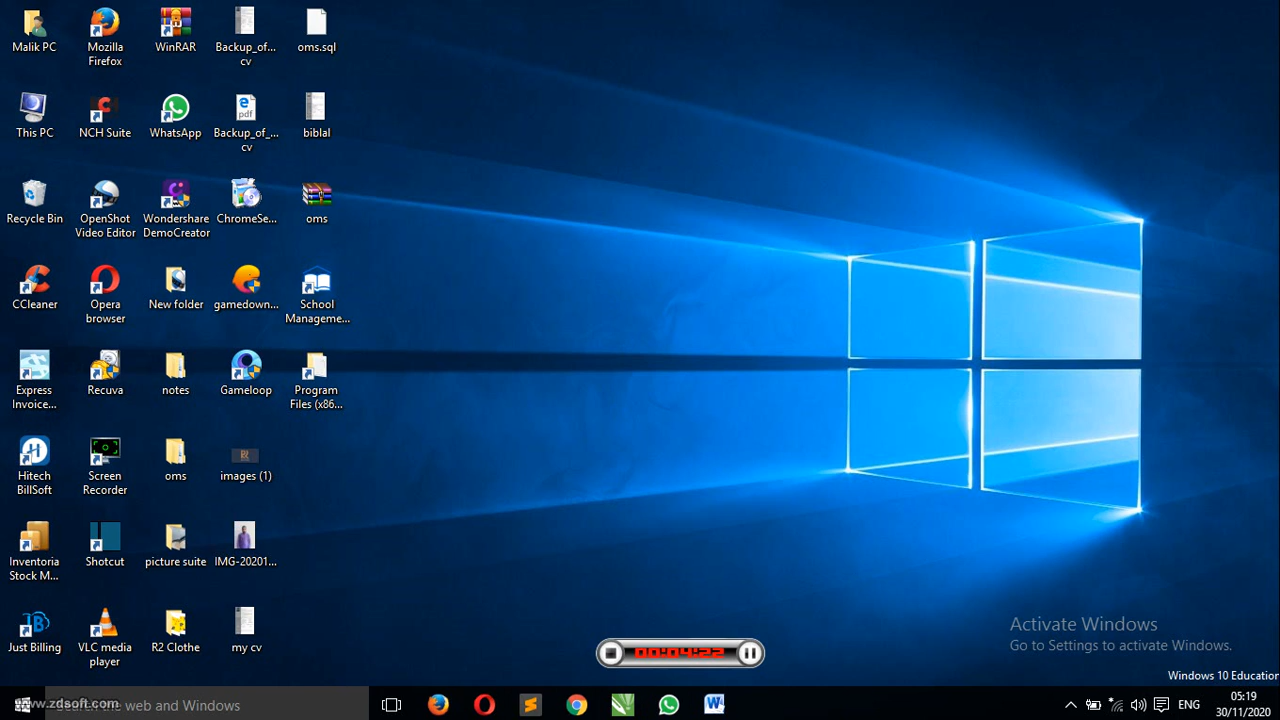 Malik PC
Mozilla
Firefox
WinRAR
Backup_of...
cv
oms.sql
This PC
NCH Suite
WhatsApp
Backup_of_...
cv
biblal
Recycle Bin
OpenShot
Video Editor
Wondershare
DemoCreator
ChromeSe...
oms
CCleaner
Opera
browser
New folder
gamedown...
School
Manageme...
Express
Invoice...
Recuva
notes
Gameloop
Program
Files (x86...
Hitech
BillSoft
Screen
Recorder
oms
images (1)
Inventoria
Stock M...
Shotcut
picture suite
IMG-20201...
Just Billing
VLC media
player
R2 Clothe
my cv
00:04:22
Activate Windows
Go to Settings to activate Windows.
Windows 10 Education
www.zdsoft.com
Search the web and Windows
ENG
05:19
30/11/2020